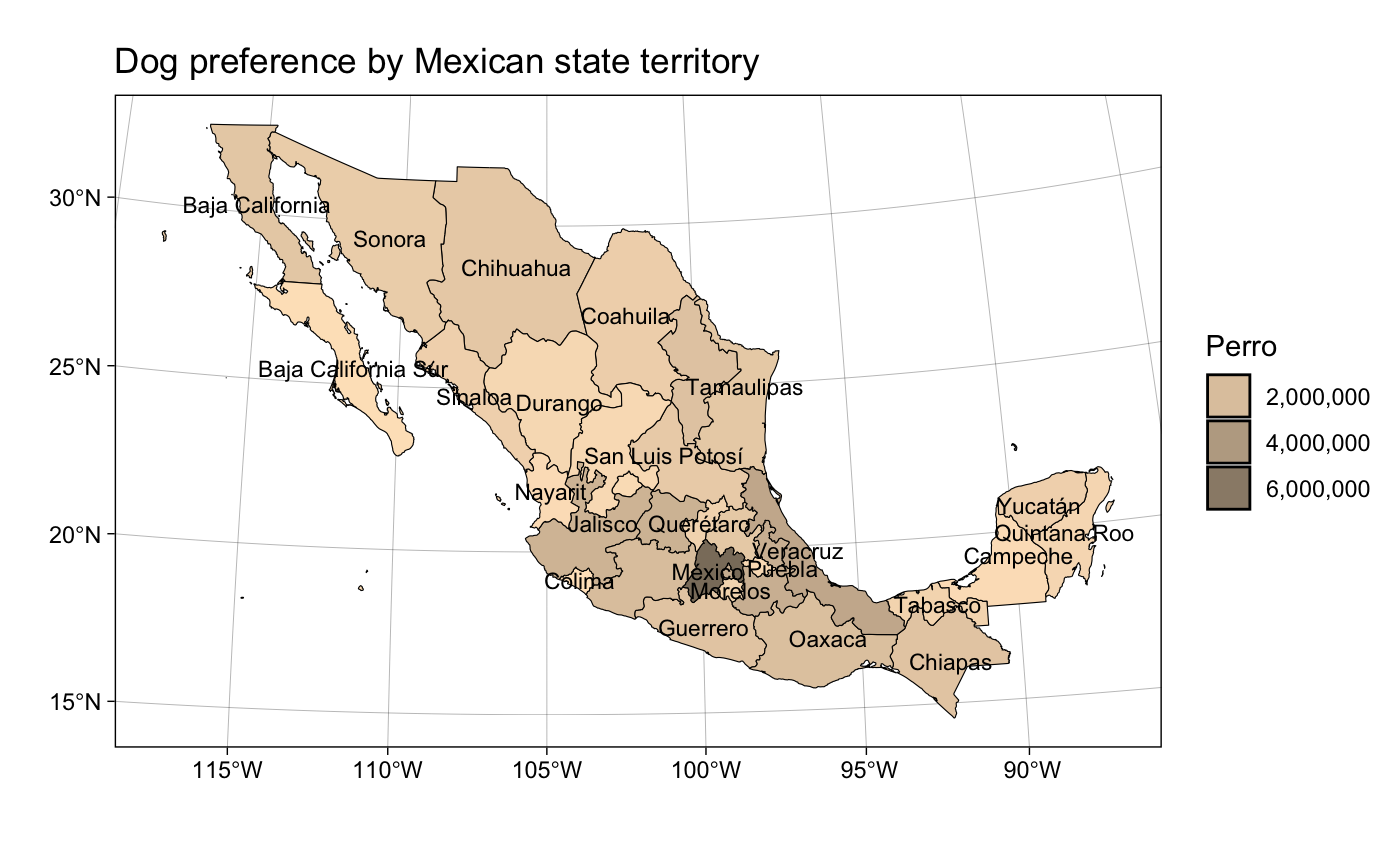 Dog preference by Mexican state territory
30°N
25°N
20°N
15°N
115°W
110°W
105°W
100°W
95°W
90°W
Baja California
Sonora
Chihuahua
Coahuila
Baja California Sur
Sinaloa
Durango
Tamaulipas
San Luis Potosí
Nayarit
Jalisco
Querétaro
Yucatán
Quintana Roo
Campeche
Veracruz
Puebla
México
Colima
Morelos
Tabasco
Guerrero
Oaxaca
Chiapas
Perro
2,000,000
4,000,000
6,000,000